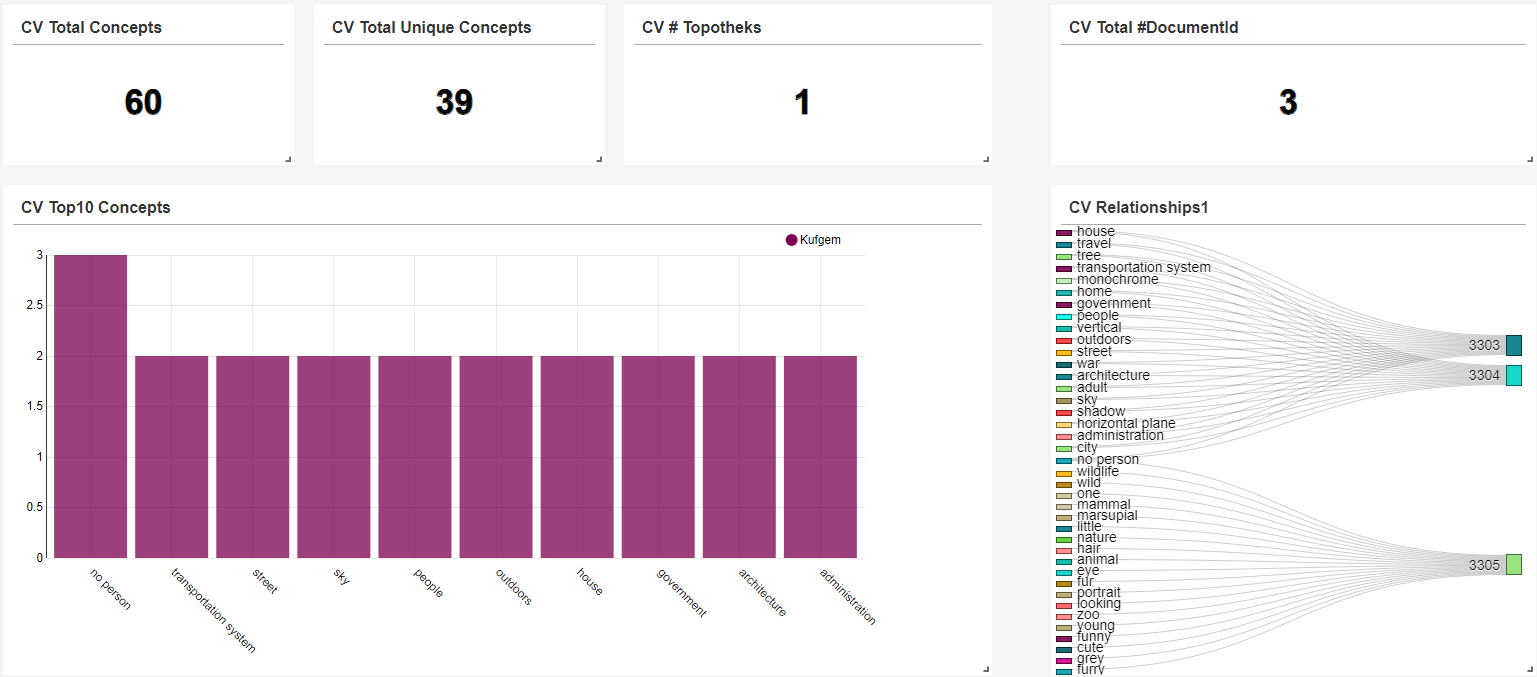 CV Total Concepts
60
CV Total Unique Concepts
39
CV # Topotheks
1
CV Total #DocumentId
3
CV Top10 Concepts
Kufgem
3
2.5
2
1.5
1
0.5
0
no person
transportation system
street
sky
people
outdoors
house
government
architecture
administration
CV Relationships1
house
travel
tree
transportation system
monochrome
home
government
people
vertical
outdoors
street
war
architecture
adult
sky
shadow
horizontal plane
administration
city
no person
wildlife
wild
one
mammal
marsupial
little
nature
hair
animal
eye
fur
portrait
looking
zoo
young
funny
cute
grey
furry
3303
3304
3305